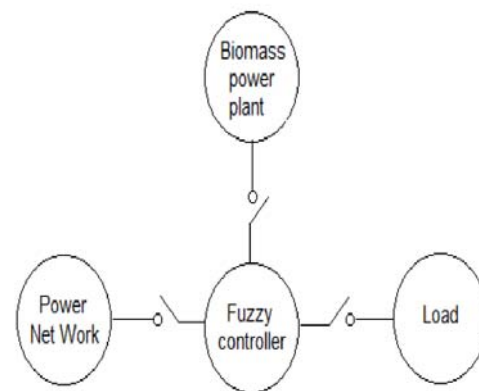 Biomass
power
plant
Power
Net Work
Fuzzy
controller
Load